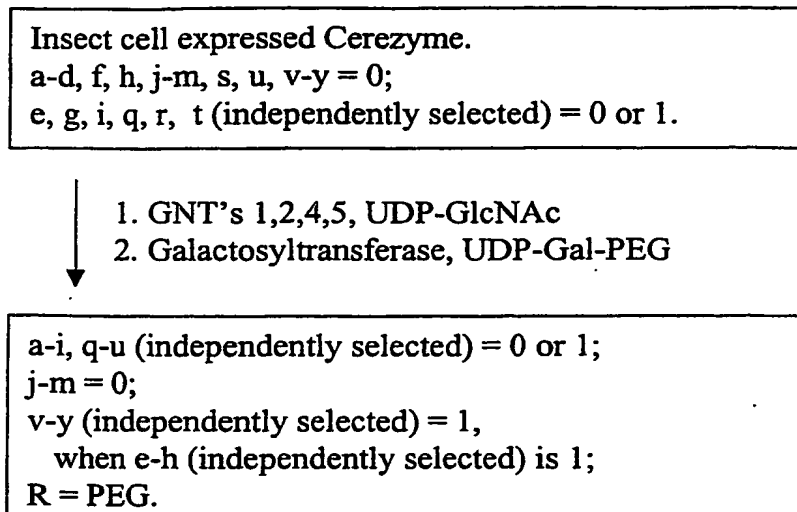 Insect cell expressed Cerezyme.
a-d, f, h, j-m, s, u, v-y = 0;
e, g, i, q, r, t (independently selected) = 0 or 1.
1. GNT's 1,2,4,5, UDP-GlcNAc
2. Galactosyltransferase, UDP-Gal-PEG
a-i, q-u (independently selected) = 0 or 1;
j-m = 0;
v-y (independently selected) = 1,
when e-h (independently selected) is 1;
R = PEG.